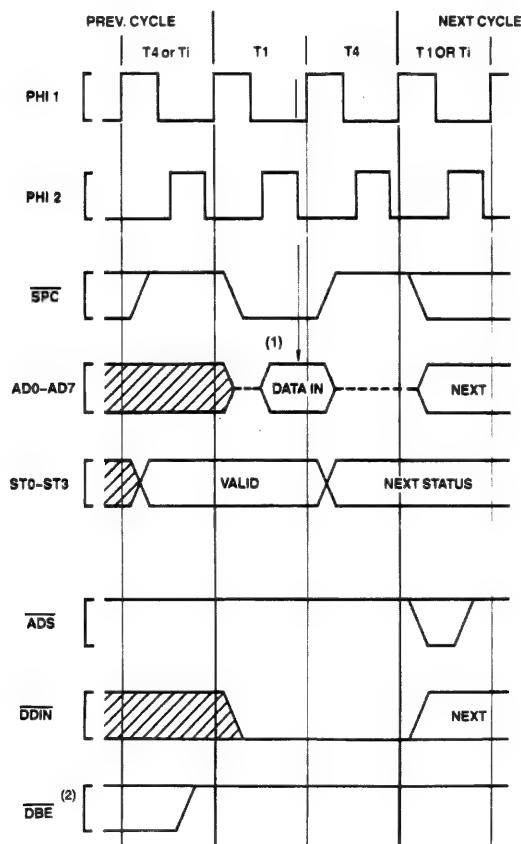 PREV. CYCLE NEXT CYCLE
T4 or Ti T1 T4 T1 OR Ti
PHI 1
PHI 2
SPC
(1)
AD0–AD7 DATA IN NEXT
ST0–ST3 VALID NEXT STATUS
ADS
DDIN NEXT
DBE (2)